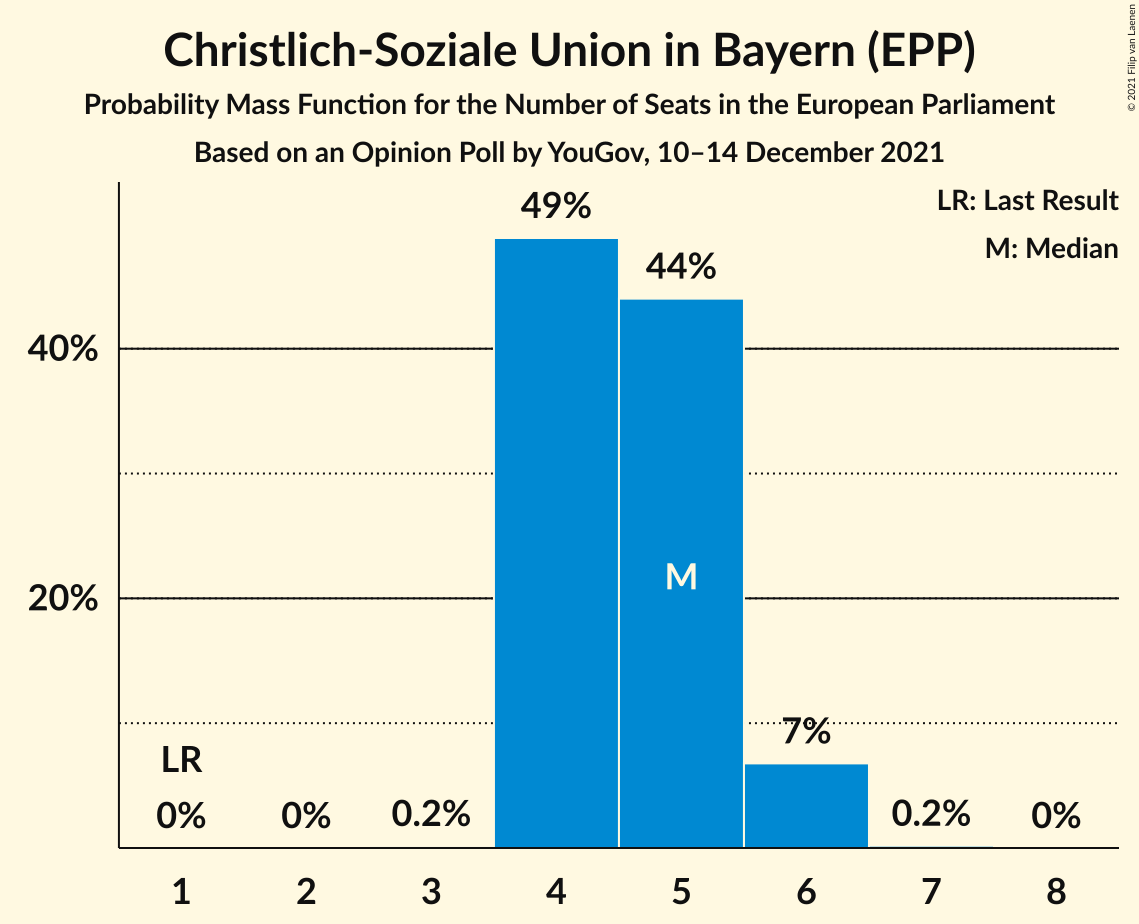 Christlich-Soziale Union in Bayern (EPP)
Probability Mass Function for the Number of Seats in the European Parliament
Based on an Opinion Poll by YouGov, 10–14 December 2021
© 2021 Filip van Laenen
LR: Last Result
M: Median
49%
44%
40%
M
20%
7%
LR
0% 0% 0.2% 0.2% 0%
1 2 3 4 5 6 7 8